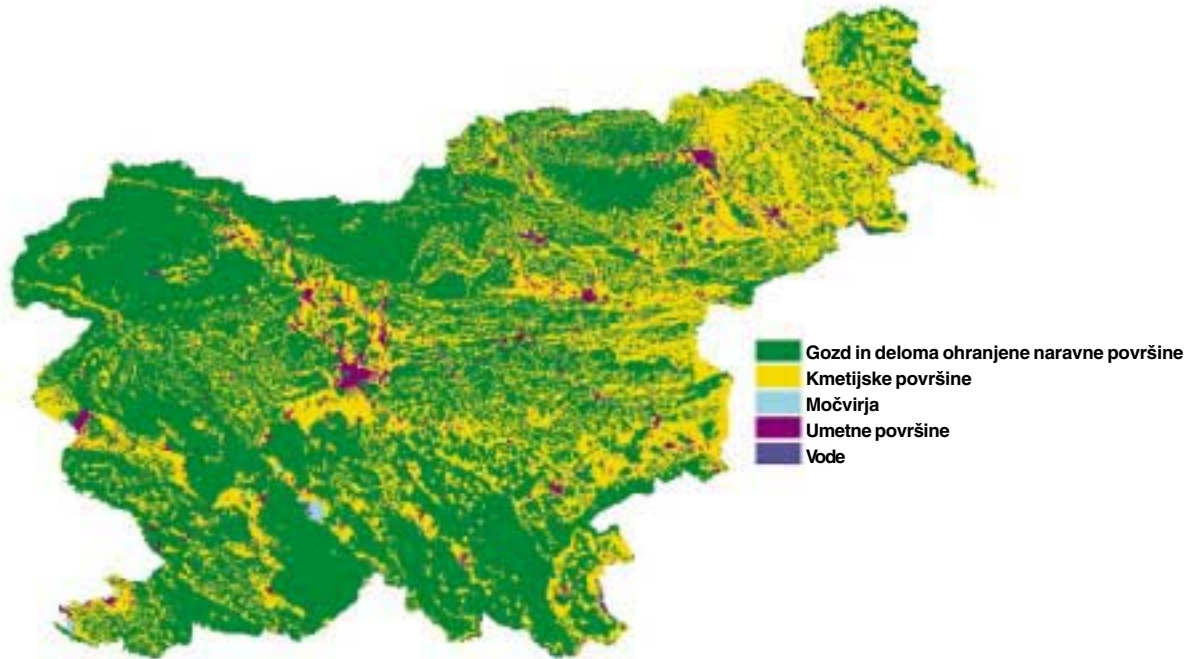 Gozd in deloma ohranjene naravne površine
Kmetijske površine
Močvirja
Umetne površine
Vode